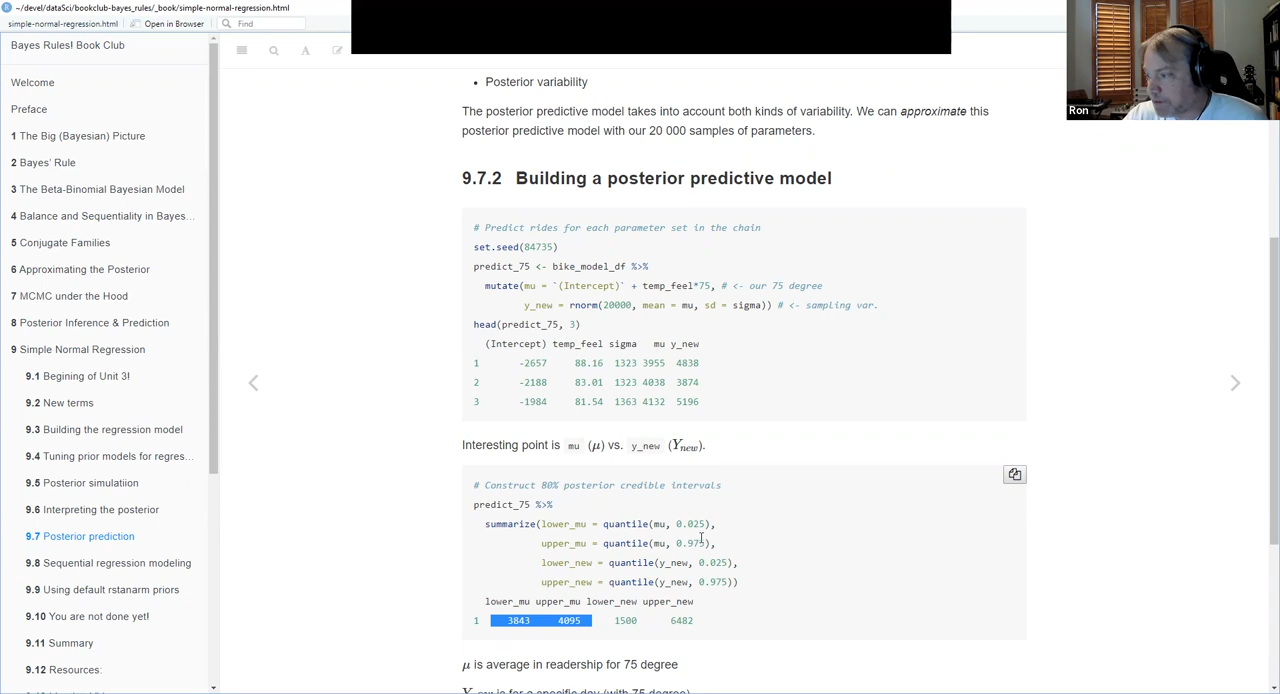 ~/devel/dataSci/bookclub-bayes_rules/_book/simple-normal-regression.html
simple-normal-regression.html Open in Browser Find
Bayes Rules! Book Club
Welcome
Preface
1 The Big (Bayesian) Picture
2 Bayes' Rule
3 The Beta-Binomial Bayesian Model
4 Balance and Sequentiality in Bayes...
5 Conjugate Families
6 Approximating the Posterior
7 MCMC under the Hood
8 Posterior Inference & Prediction
9 Simple Normal Regression
9.1 Begining of Unit 3!
9.2 New terms
9.3 Building the regression model
9.4 Tuning prior models for regres...
9.5 Posterior simulatiion
9.6 Interpreting the posterior
9.7 Posterior prediction
9.8 Sequential regression modeling
9.9 Using default rstanarm priors
9.10 You are not done yet!
9.11 Summary
9.12 Resources:
A
• Posterior variability
The posterior predictive model takes into account both kinds of variability. We can approximate this
posterior predictive model with our 20 000 samples of parameters.
9.7.2 Building a posterior predictive model
# Predict rides for each parameter set in the chain
set.seed(84735)
predict_75 <- bike_model_df %>%
mutate(mu = `(Intercept)` + temp_feel*75, # <- our 75 degree
y_new = rnorm(20000, mean = mu, sd = sigma)) # <- sampling var.
head(predict_75, 3)
(Intercept) temp_feel sigma mu y_new
1 -2657 88.16 1323 3955 4838
2 -2188 83.01 1323 4038 3874
3 -1984 81.54 1363 4132 5196
Interesting point is mu (μ) vs. y_new (Ynew).
# Construct 80% posterior credible intervals
predict_75 %>%
summarize(lower_mu = quantile(mu, 0.025),
upper_mu = quantile(mu, 0.975),
lower_new = quantile(y_new, 0.025),
upper_new = quantile(y_new, 0.975))
lower_mu upper_mu lower_new upper_new
1 3843 4095 1500 6482
μ is average in readership for 75 degree
Ynew is for a specific day (with 75 degree)
Ron